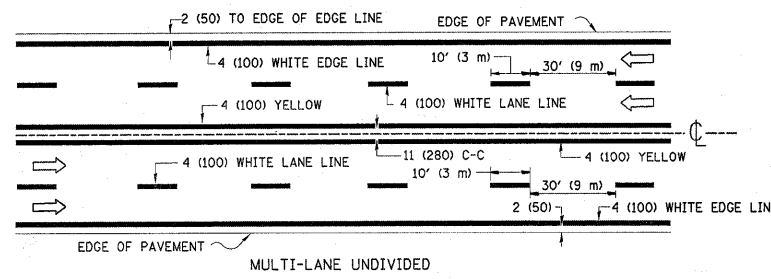 2 (50) TO EDGE OF EDGE LINE
EDGE OF PAVEMENT
4 (100) WHITE EDGE LINE
10' (3 m)
30' (9 m)
4 (100) YELLOW
4 (100) WHITE LANE LINE
℄
4 (100) WHITE LANE LINE
11 (280) C-C
4 (100) YELLOW
10' (3 m)
30' (9 m)
2 (50)
4 (100) WHITE EDGE LIN
EDGE OF PAVEMENT
MULTI-LANE UNDIVIDED